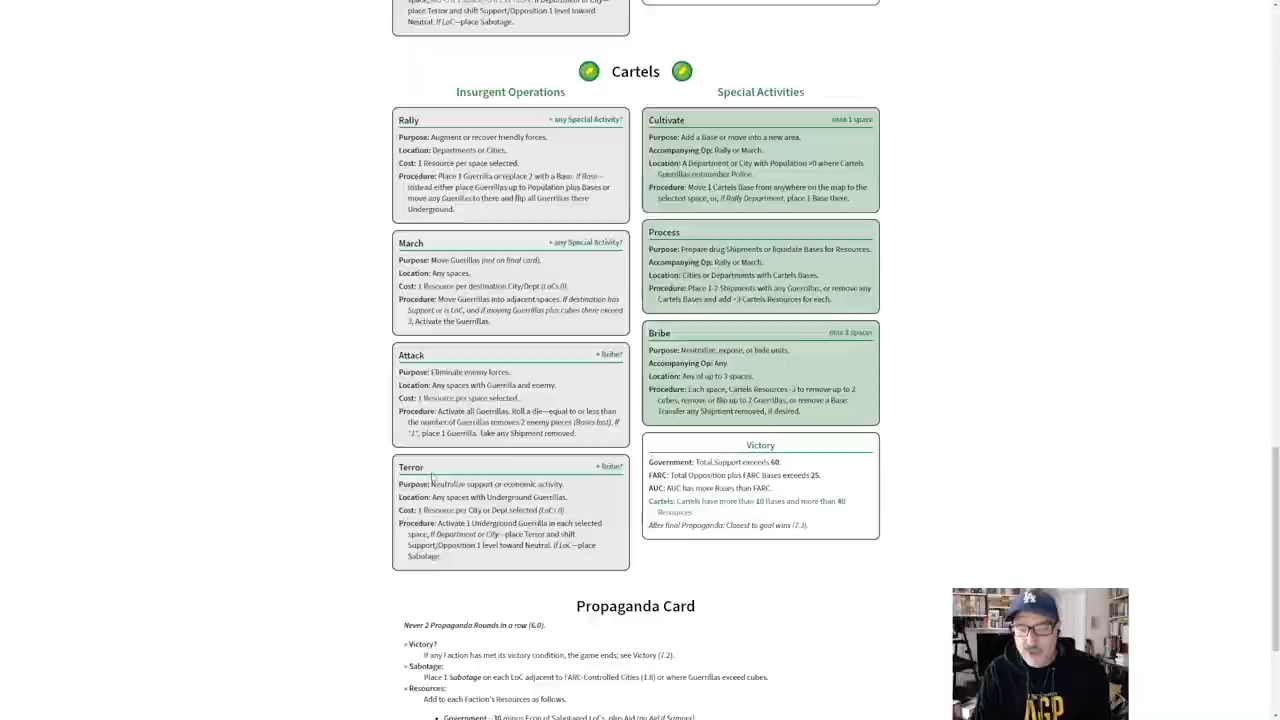 place Terror and shift Support/Opposition 1 level toward
Neutral. If LoC—place Sabotage.
Cartels
Insurgent Operations
Rally + any Special Activity?
Purpose: Augment or recover friendly forces.
Location: Departments or Cities.
Cost: 1 Resource per space selected.
Procedure: Place 1 Guerrilla or replace 2 with a Base. If Base—
instead either place Guerrillas up to Population plus Bases or
move any Guerrillas to there and flip all Guerrillas there
Underground.
March + any Special Activity?
Purpose: Move Guerillas (not on final card).
Location: Any spaces.
Cost: 1 Resource per destination City/Dept (LoCs 0).
Procedure: Move Guerrillas into adjacent spaces. If destination has
Support or is LoC, and if moving Guerrillas plus cubes there exceed
3, Activate the Guerrillas.
Attack + Bribe?
Purpose: Eliminate enemy forces.
Location: Any spaces with Guerrilla and enemy.
Cost: 1 Resource per space selected.
Procedure: Activate all Guerrillas. Roll a die—equal to or less than
the number of Guerrillas removes 2 enemy pieces (Bases last). If
"1", place 1 Guerrilla. Take any Shipment removed.
Terror + Bribe?
Purpose: Neutralize support or economic activity.
Location: Any spaces with Underground Guerrillas.
Cost: 1 Resource per City or Dept selected (LoCs 0).
Procedure: Activate 1 Underground Guerrilla in each selected
space, If Department or City—place Terror and shift
Support/Opposition 1 level toward Neutral. If LoC—place
Sabotage.
Special Activities
Cultivate max 1 space
Purpose: Add a Base or move into a new area.
Accompanying Op: Rally or March.
Location: A Department or City with Population >0 where Cartels
Guerrillas outnumber Police.
Procedure: Move 1 Cartels Base from anywhere on the map to the
selected space, or, if Rally Department, place 1 Base there.
Process
Purpose: Prepare drug Shipments or liquidate Bases for Resources.
Accompanying Op: Rally or March.
Location: Cities or Departments with Cartels Bases.
Procedure: Place 1-2 Shipments with any Guerrillas, or remove any
Cartels Bases and add +3 Cartels Resources for each.
Bribe max 3 spaces
Purpose: Neutralize, expose, or hide units.
Accompanying Op: Any.
Location: Any of up to 3 spaces.
Procedure: Each space, Cartels Resources -3 to remove up to 2
cubes, remove or flip up to 2 Guerrillas, or remove a Base.
Transfer any Shipment removed, if desired.
Victory
Government: Total Support exceeds 60.
FARC: Total Opposition plus FARC Bases exceeds 25.
AUC: AUC has more Bases than FARC.
Cartels: Cartels have more than 10 Bases and more than 40
Resources
After final Propaganda: Closest to goal wins (7.3).
Propaganda Card
Never 2 Propaganda Rounds in a row (6.0).
Victory?
If any Faction has met its victory condition, the game ends; see Victory (7.2).
Sabotage:
Place 1 Sabotage on each LoC adjacent to FARC-Controlled Cities (1.8) or where Guerrillas exceed cubes.
Resources:
Add to each Faction's Resources as follows.
Government +30 minus Econ of Sabotaged LoCs, plus Aid (no Aid if Samper)
LA
AGP